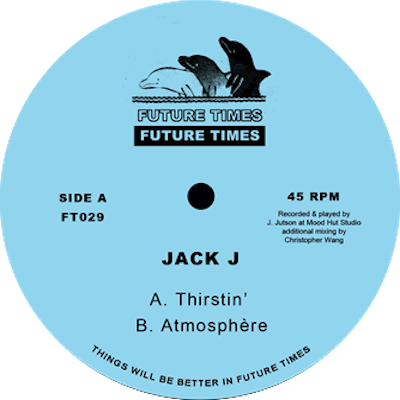 FUTURE TIMES
FUTURE TIMES
SIDE A
FT029
45 RPM
Recorded & played by
J. Jutson at Mood Hut Studio
additional mixing by
Christopher Wang
JACK J
A. Thirstin'
B. Atmosphère
THINGS WILL BE BETTER IN FUTURE TIMES